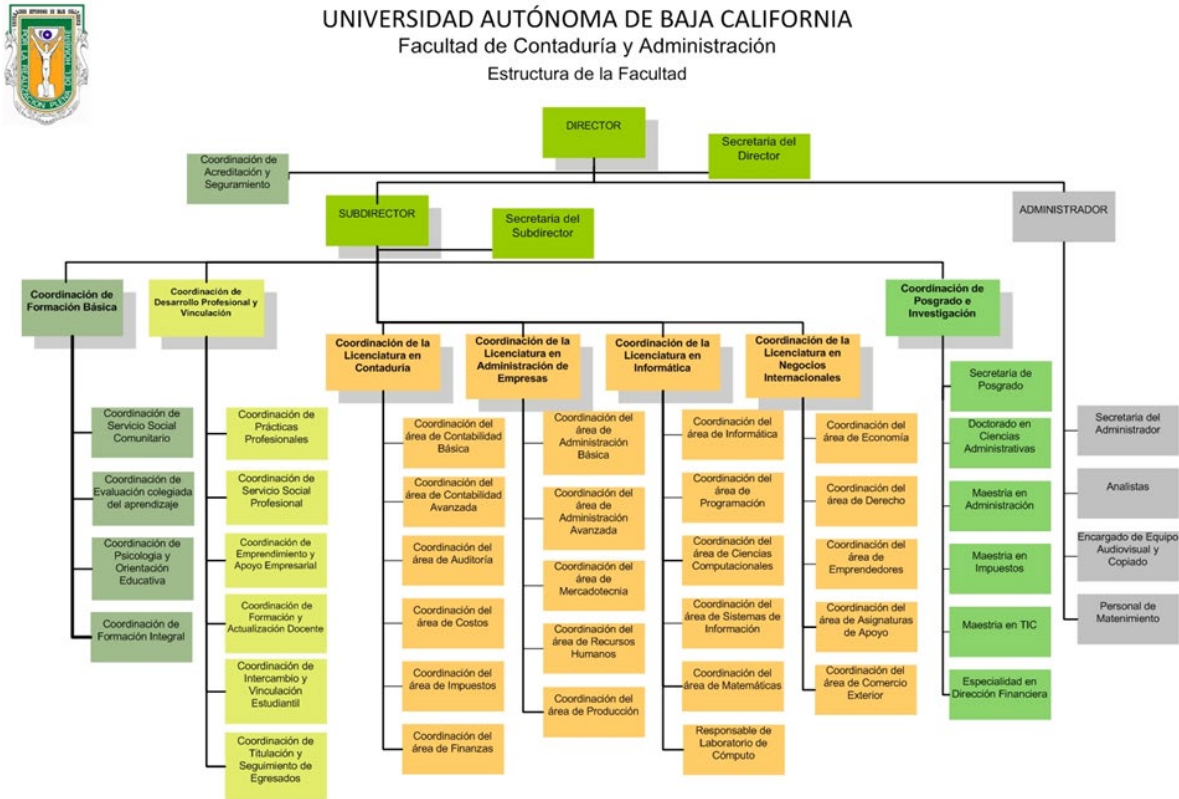 UNIVERSIDAD AUTÓNOMA DE BAJA CALIFORNIA
Facultad de Contaduría y Administración
Estructura de la Facultad
POR LA REALIZACIÓN PLENA DEL HOMBRE
DIRECTOR
Secretaria del
Director
Coordinación de
Acreditación y
Seguramiento
SUBDIRECTOR
Secretaria del
Subdirector
ADMINISTRADOR
Coordinación de
Formación Básica
Coordinación de
Desarrollo Profesional y
Vinculación
Coordinación de
Posgrado e
Investigación
Coordinación de la
Licenciatura en
Contaduría
Coordinación de la
Licenciatura en
Administración de
Empresas
Coordinación de la
Licenciatura en
Informática
Coordinación de la
Licenciatura en
Negocios
Internacionales
Coordinación de
Servicio Social
Comunitario
Coordinación de
Evaluación colegiada
del aprendizaje
Coordinación de
Psicologia y
Orientación
Educativa
Coordinación de
Formación Integral
Coordinación de
Prácticas
Profesionales
Coordinación de
Servicio Social
Profesional
Coordinación de
Emprendimiento y
Apoyo Empresarial
Coordinación de
Formación y
Actualización Docente
Coordinación de
Intercambio y
Vinculación
Estudiantil
Coordinación de
Titulación y
Seguimiento de
Egresados
Coordinación del
área de Contabilidad
Básica
Coordinación del
área de Contabilidad
Avanzada
Coordinación del
área de Auditoría
Coordinación del
área de Costos
Coordinación del
área de Impuestos
Coordinación del
área de Finanzas
Coordinación del
área de
Administración
Básica
Coordinación del
área de
Administración
Avanzada
Coordinación del
área de
Mercadotecnia
Coordinación del
área de Recursos
Humanos
Coordinación del
área de Producción
Coordinación del
área de Informática
Coordinación del
área de
Programación
Coordinación del
área de Ciencias
Computacionales
Coordinación del
área de Sistemas de
Información
Coordinación del
área de Matemáticas
Responsable de
Laboratorio de
Cómputo
Coordinación del
área de Economía
Coordinación del
área de Derecho
Coordinación del
área de
Emprendedores
Coordinación del
área de Asignaturas
de Apoyo
Coordinación del
área de Comercio
Exterior
Secretaria de
Posgrado
Doctorado en
Ciencias
Administrativas
Maestria en
Administración
Maestria en
Impuestos
Maestria en TIC
Especialidad en
Dirección Financiera
Secretaria del
Administrador
Analistas
Encargado de Equipo
Audiovisual y
Copiado
Personal de
Matenimiento